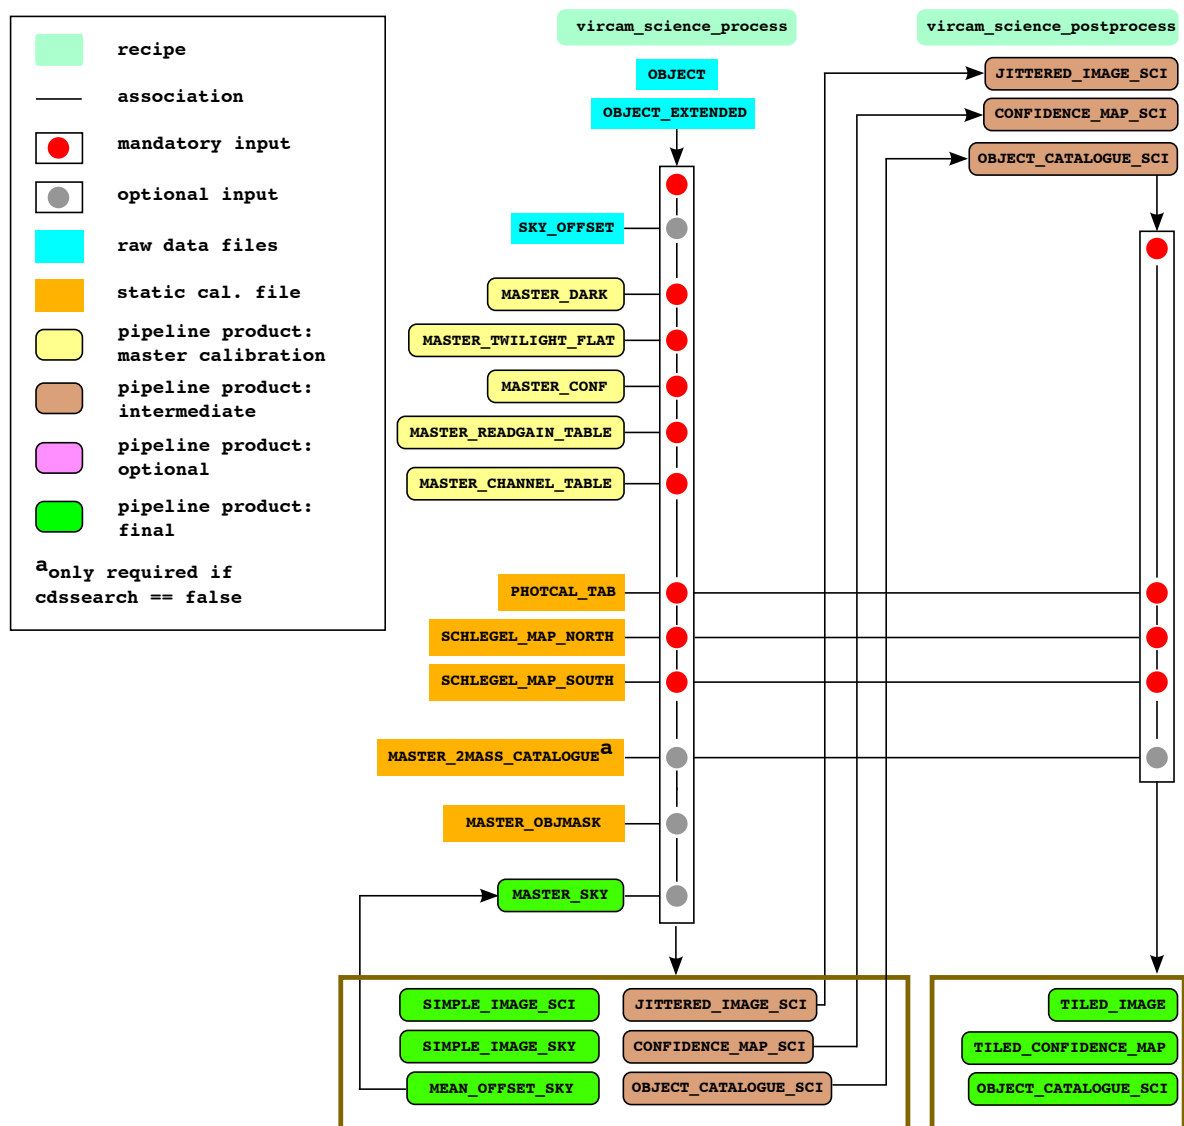 recipe
association
mandatory input
optional input
raw data files
static cal. file
pipeline product:
master calibration
pipeline product:
intermediate
pipeline product:
optional
pipeline product:
final
aonly required if
cdssearch == false
vircam_science_process
OBJECT
OBJECT_EXTENDED
SKY_OFFSET
MASTER_DARK
MASTER_TWILIGHT_FLAT
MASTER_CONF
MASTER_READGAIN_TABLE
MASTER_CHANNEL_TABLE
PHOTCAL_TAB
SCHLEGEL_MAP_NORTH
SCHLEGEL_MAP_SOUTH
MASTER_2MASS_CATALOGUEa
MASTER_OBJMASK
MASTER_SKY
SIMPLE_IMAGE_SCI
SIMPLE_IMAGE_SKY
MEAN_OFFSET_SKY
JITTERED_IMAGE_SCI
CONFIDENCE_MAP_SCI
OBJECT_CATALOGUE_SCI
vircam_science_postprocess
JITTERED_IMAGE_SCI
CONFIDENCE_MAP_SCI
OBJECT_CATALOGUE_SCI
TILED_IMAGE
TILED_CONFIDENCE_MAP
OBJECT_CATALOGUE_SCI